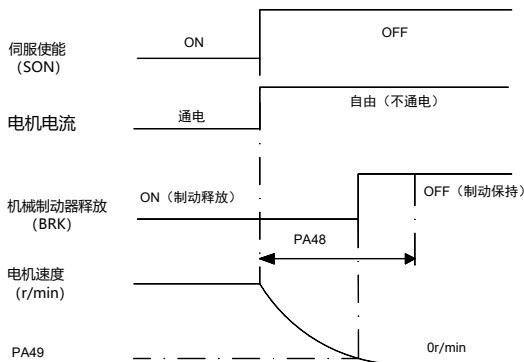 伺服使能
（SON）
ON
OFF
电机电流
通电
自由（不通电）
机械制动器释放
（BRK）
ON（制动释放）
OFF（制动保持）
PA48
电机速度
（r/min）
PA49
0r/min